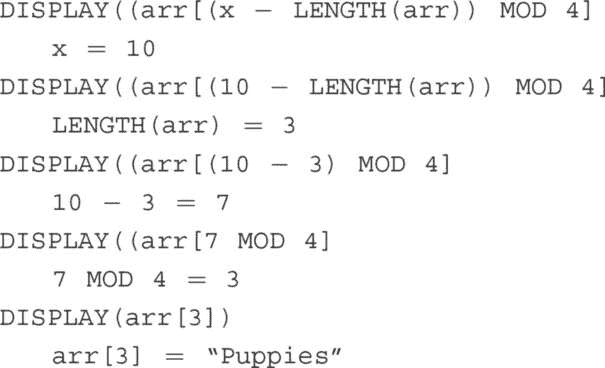 DISPLAY((arr[(x − LENGTH(arr)) MOD 4]
x = 10
DISPLAY((arr[(10 − LENGTH(arr)) MOD 4]
LENGTH(arr) = 3
DISPLAY((arr[(10 − 3) MOD 4]
10 − 3 = 7
DISPLAY((arr[7 MOD 4]
7 MOD 4 = 3
DISPLAY(arr[3])
arr[3] = “Puppies”